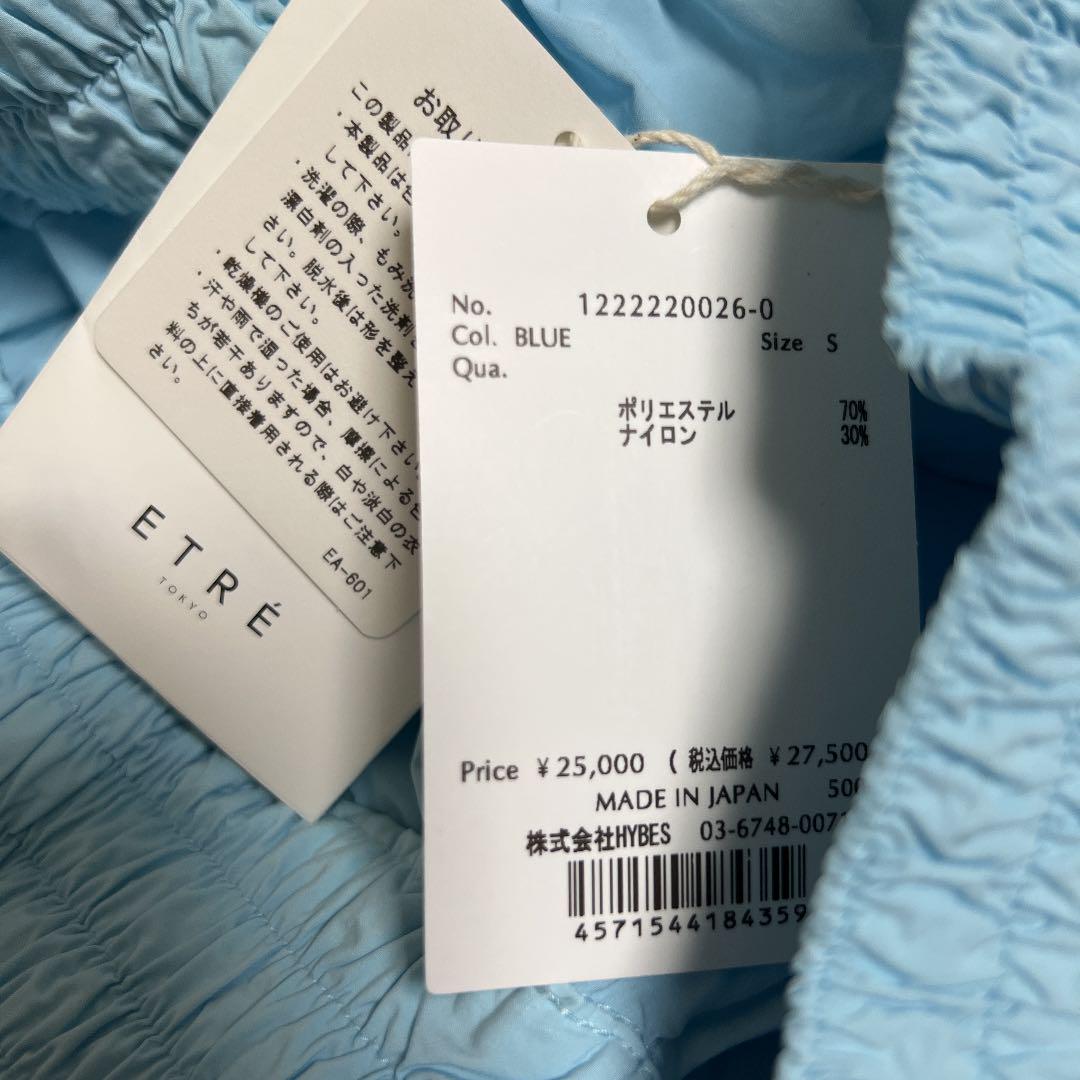 お取り
この製品
・本製品は色
して下さい。
・洗濯の際、もみ洗
漂白剤の入った洗剤
さい。脱水後は形を整え
して下さい。
・乾燥機のご使用はお避け下さい
・汗や雨で湿った場合、摩擦による色
ちが若干ありますので、白や淡白の衣
料の上に直接着用される際はご注意下
さい。
EA-601
ETRÉ
TOKYO
No. 1222220026-0
Col. BLUE Size S
Qua.
ポリエステル 70%
ナイロン 30%
Price ¥25,000 ( 税込価格 ¥27,500
MADE IN JAPAN 500
株式会社HYBES 03-6748-0071
4571544184359